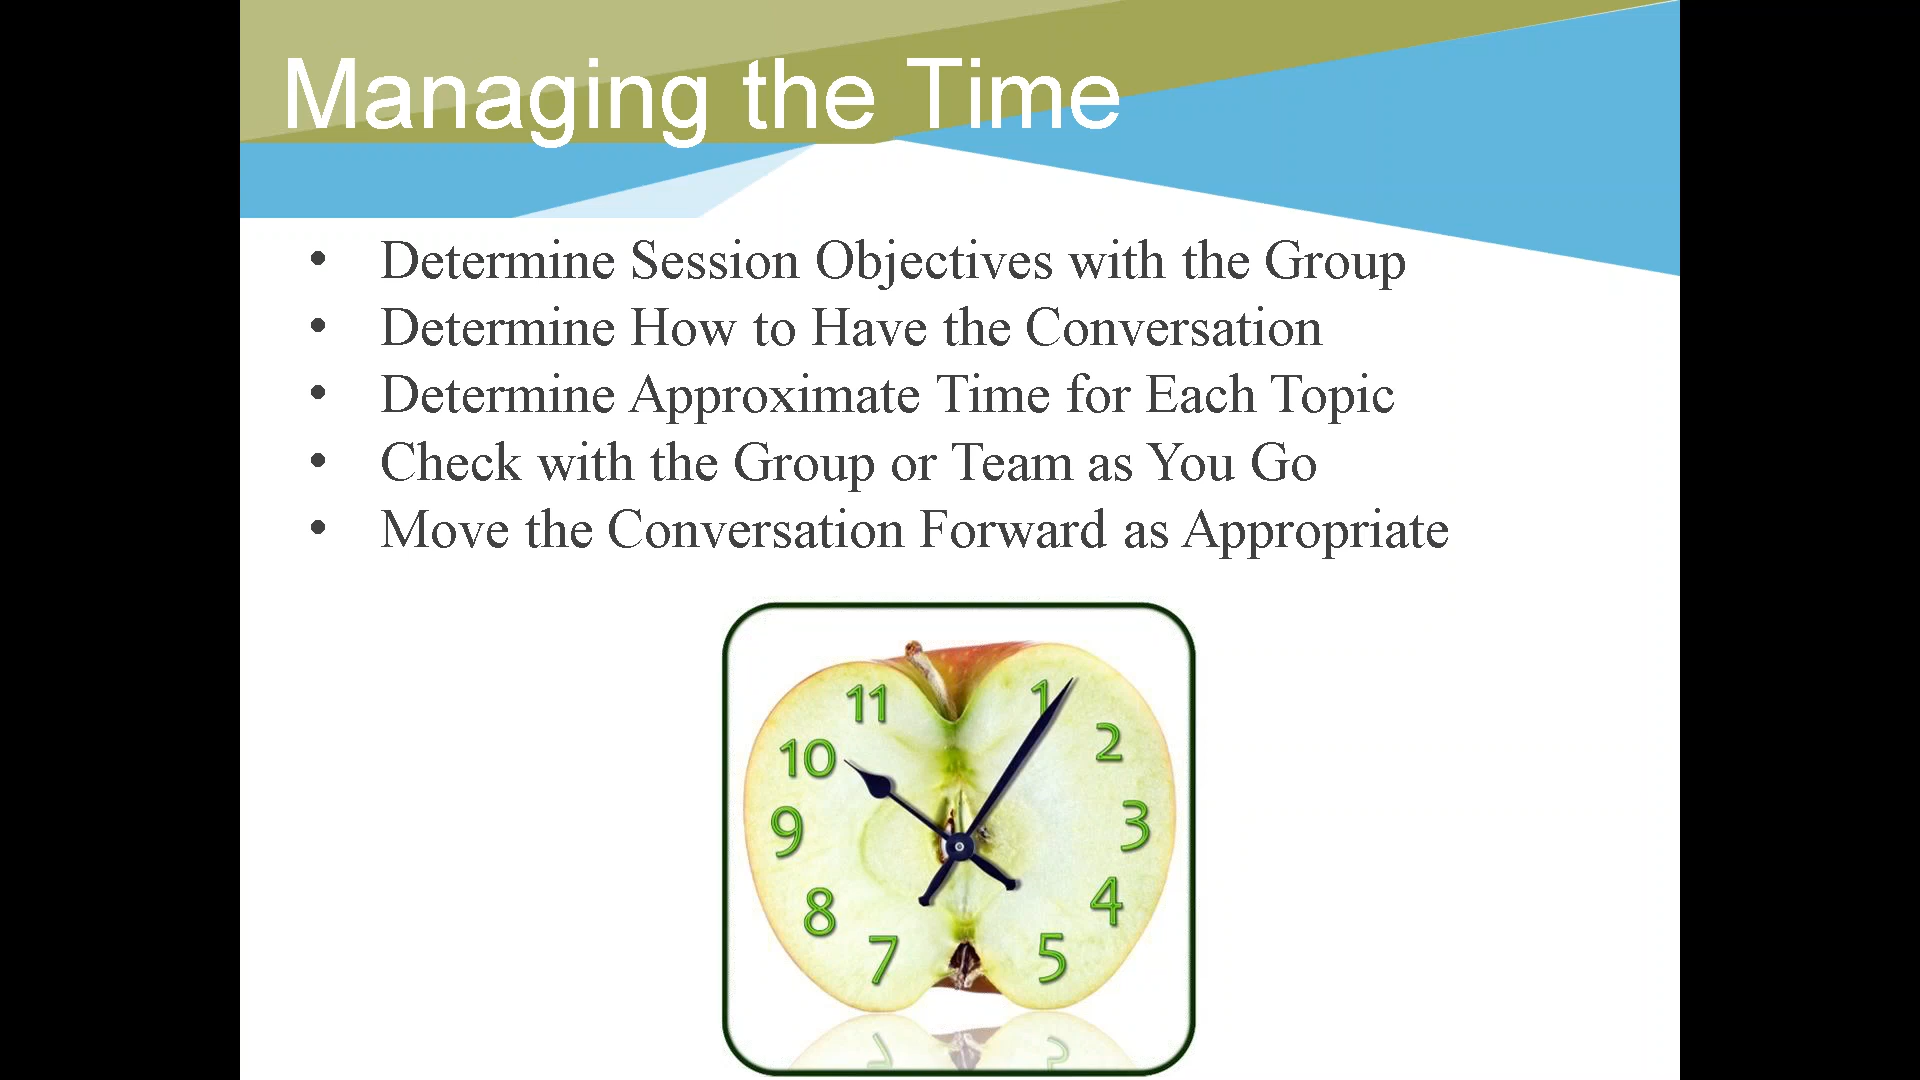 Managing the Time
• Determine Session Objectives with the Group
• Determine How to Have the Conversation
• Determine Approximate Time for Each Topic
• Check with the Group or Team as You Go
• Move the Conversation Forward as Appropriate
11
1
10
2
9
3
8
4
7
5